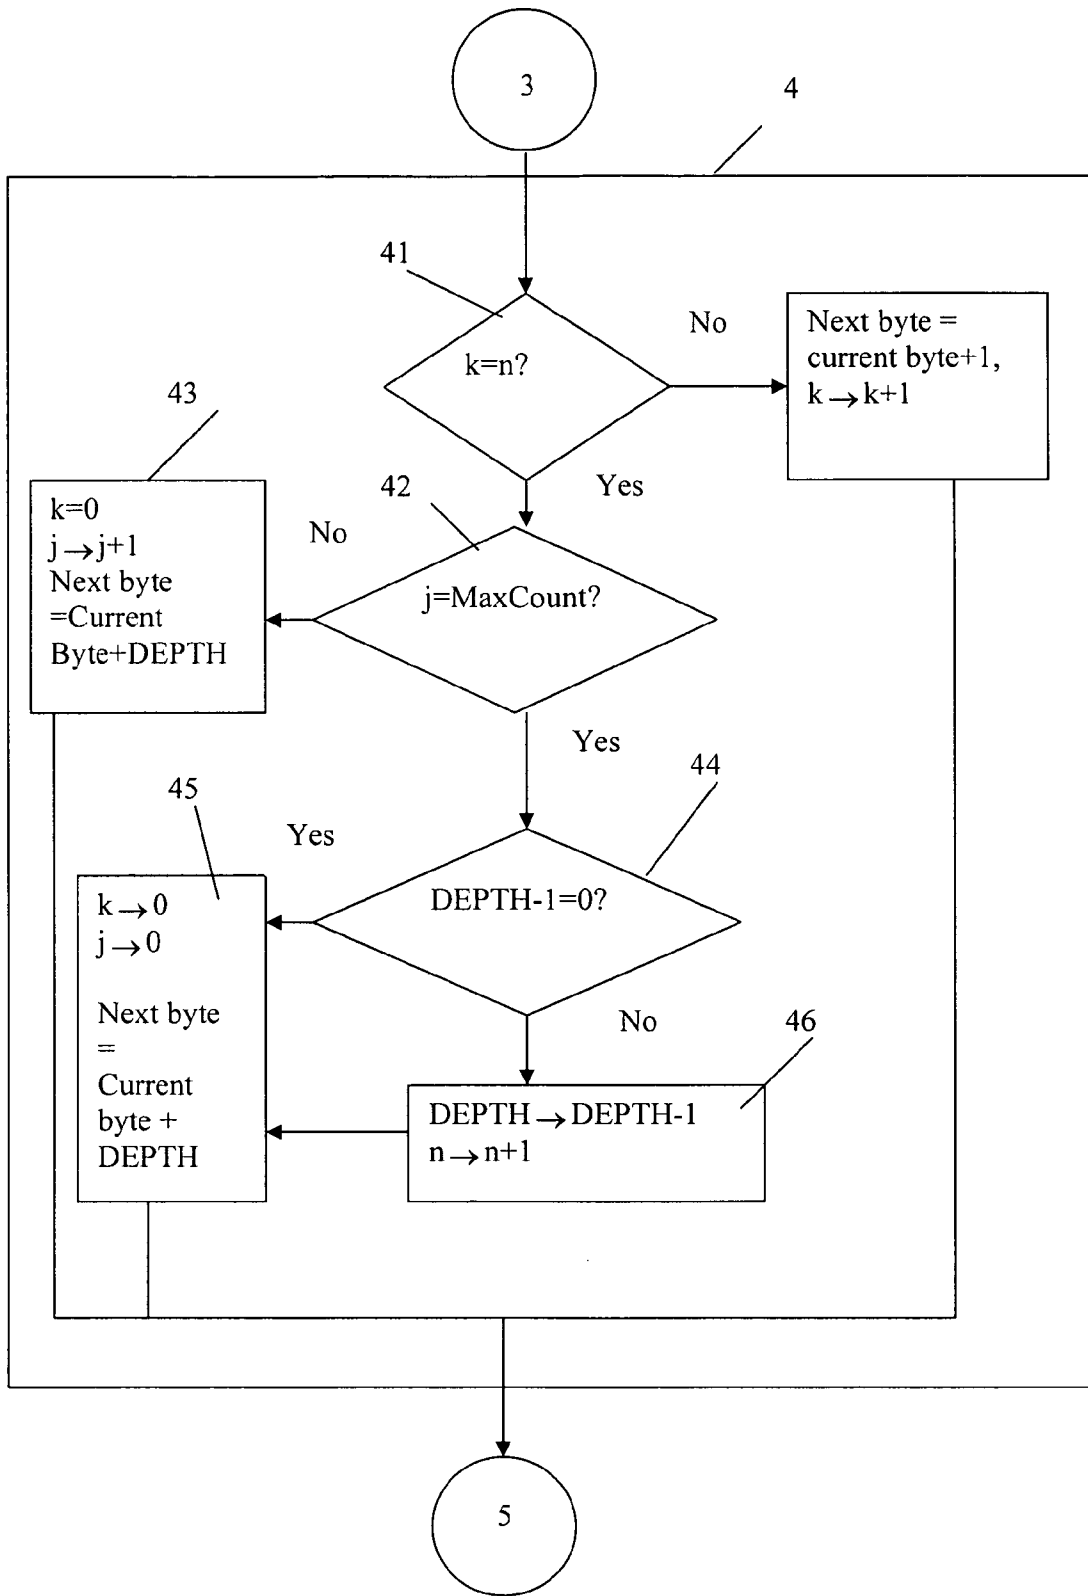 3
4
41
k=n?
No
Next byte =
current byte+1,
k→k+1
43
42
Yes
k=0
j→j+1
Next byte
=Current
Byte+DEPTH
No
j=MaxCount?
Yes
44
45
Yes
DEPTH-1=0?
k→0
j→0
Next byte
=
Current
byte +
DEPTH
No
46
DEPTH→DEPTH-1
n→n+1
5